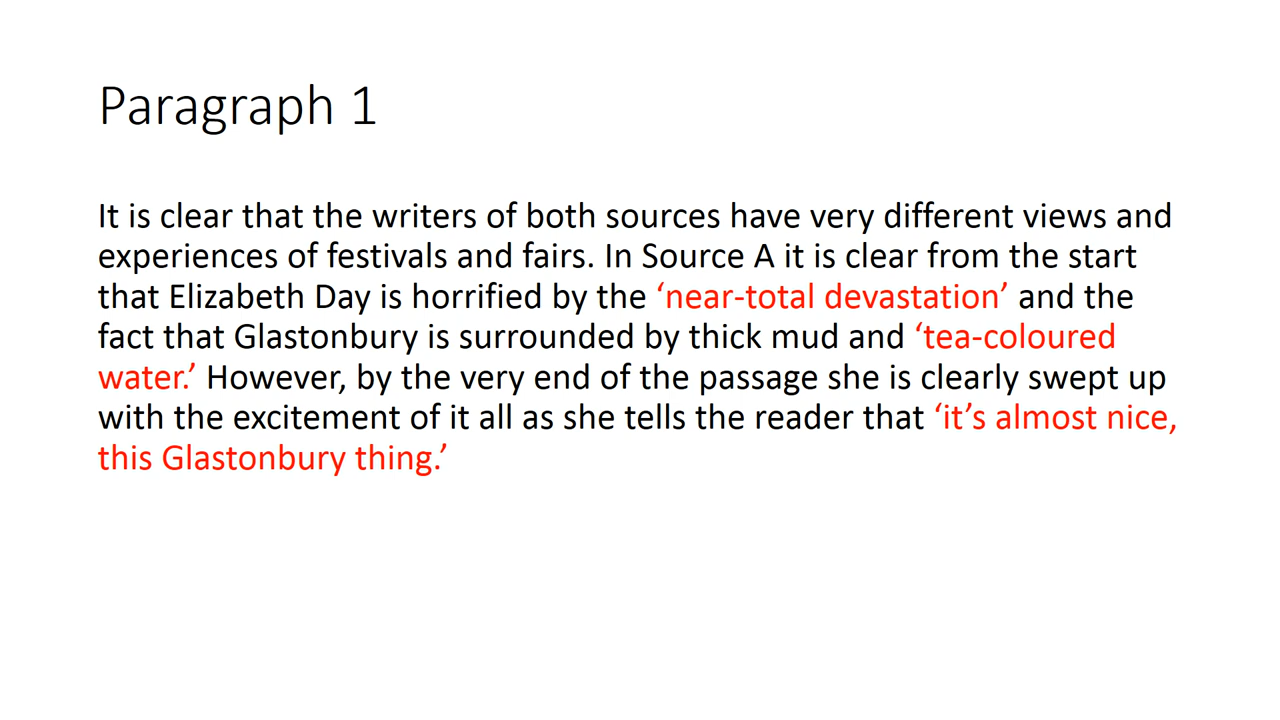 Paragraph 1
It is clear that the writers of both sources have very different views and
experiences of festivals and fairs. In Source A it is clear from the start
that Elizabeth Day is horrified by the ‘near-total devastation’ and the
fact that Glastonbury is surrounded by thick mud and ‘tea-coloured
water.’ However, by the very end of the passage she is clearly swept up
with the excitement of it all as she tells the reader that ‘it’s almost nice,
this Glastonbury thing.’